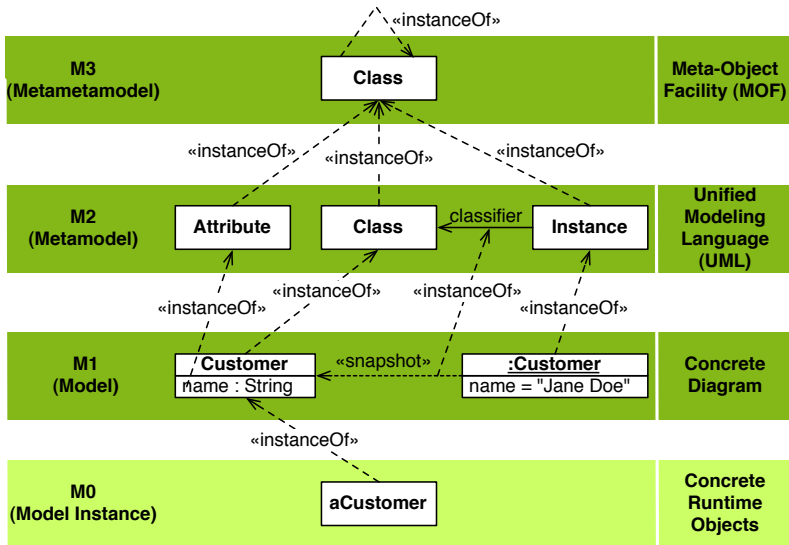 «instanceOf»
M3
(Metametamodel)
Class
Meta-Object
Facility (MOF)
«instanceOf»
«instanceOf»
«instanceOf»
M2
(Metamodel)
Attribute
Class
classifier
Instance
Unified
Modeling
Language
(UML)
«instanceOf»
«instanceOf»
«instanceOf»
«instanceOf»
M1
(Model)
Customer
name : String
«snapshot»
:Customer
name = "Jane Doe"
Concrete
Diagram
«instanceOf»
M0
(Model Instance)
aCustomer
Concrete
Runtime
Objects